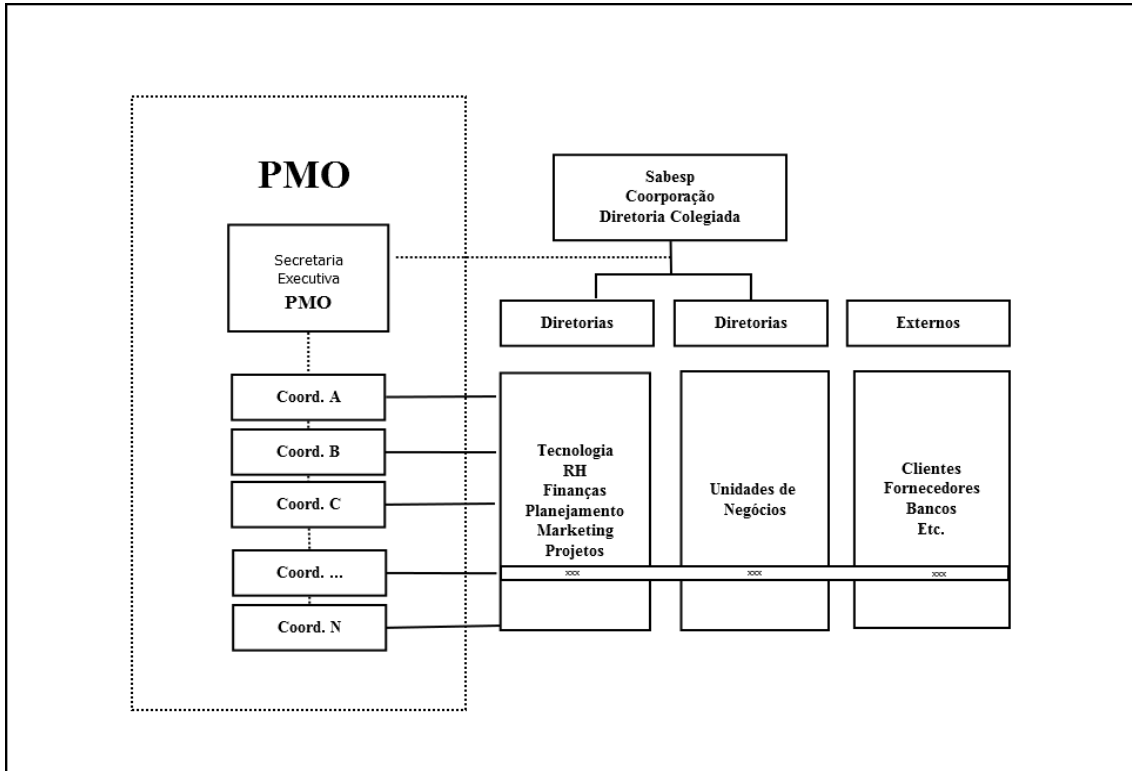 PMO
Secretaria
Executiva
PMO
Coord. A
Coord. B
Coord. C
Coord. ...
Coord. N
Sabesp
Coorporação
Diretoria Colegiada
Diretorias
Diretorias
Externos
Tecnologia
RH
Finanças
Planejamento
Marketing
Projetos
Unidades de
Negócios
Clientes
Fornecedores
Bancos
Etc.
xxx
xxx
xxx